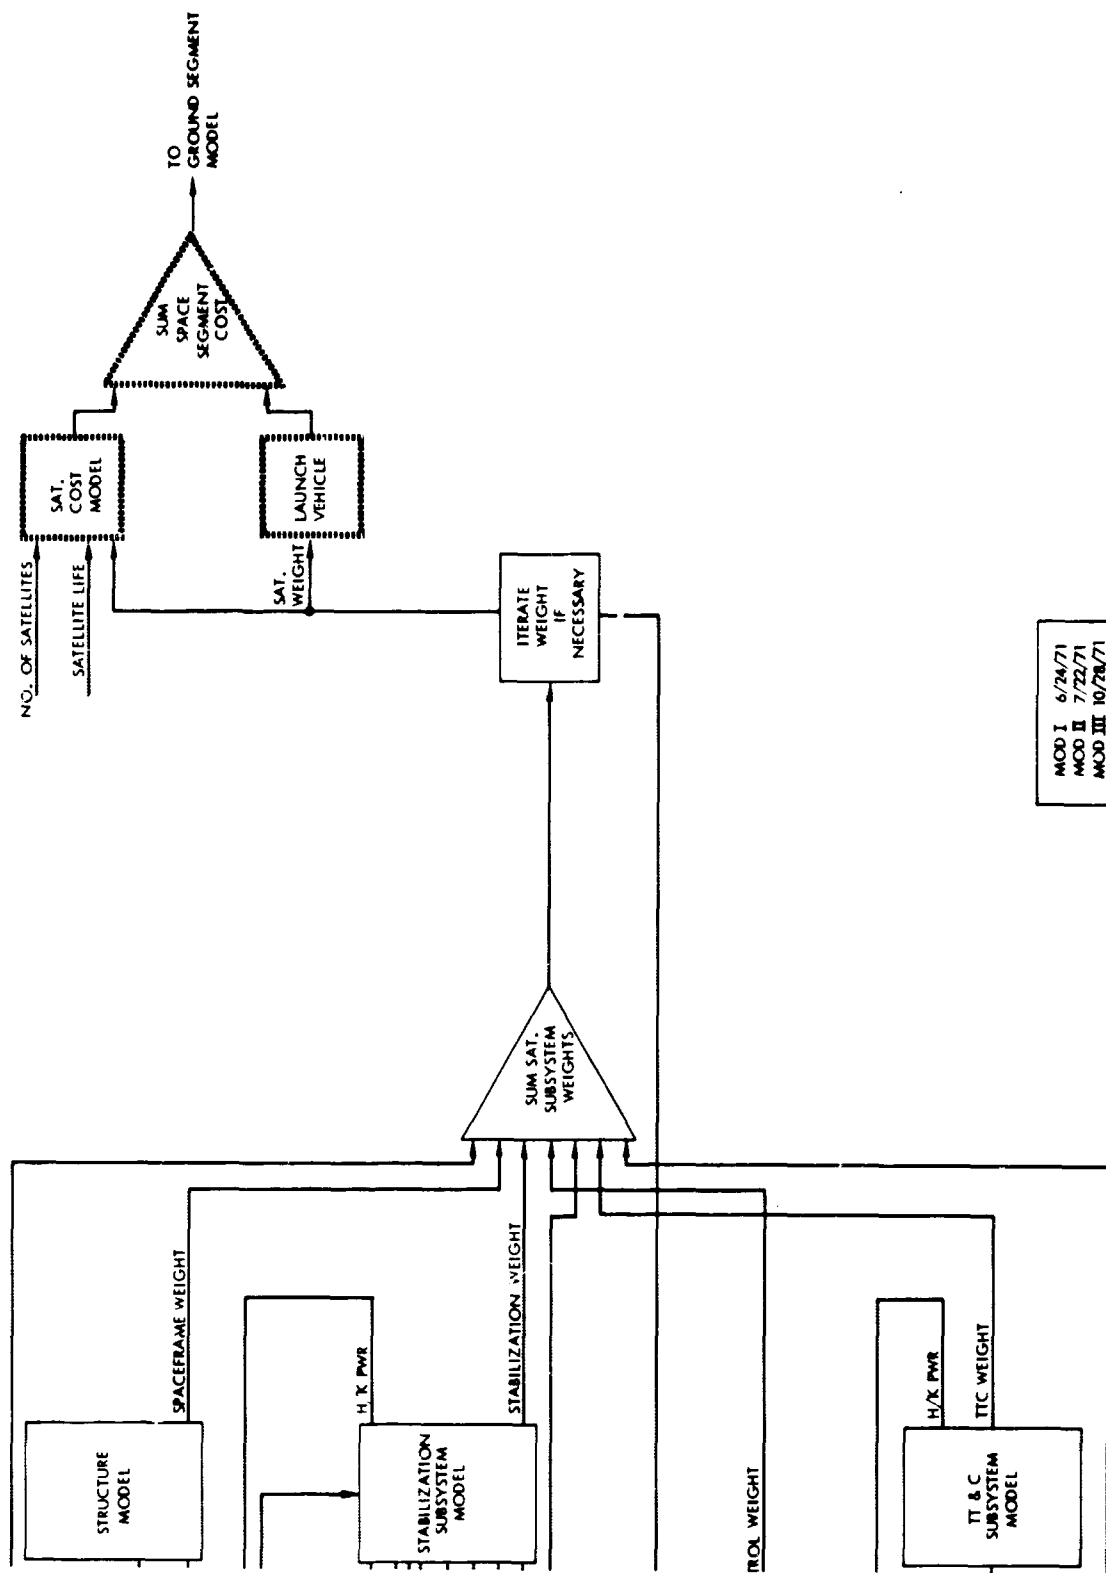 NO. OF SATELLITES
SATELLITE LIFE
SAT.
COST
MODEL
SAT.
WEIGHT
LAUNCH
VEHICLE
SUM
SPACE
SEGMENT
COST
TO
GROUND SEGMENT
MODEL
ITERATE
WEIGHT
IF
NECESSARY
SUM SAT.
SUBSYSTEM
WEIGHTS
STRUCTURE
MODEL
SPACEFRAME WEIGHT
STABILIZATION
SUBSYSTEM
MODEL
H/K PWR
STABILIZATION WEIGHT
TROL WEIGHT
TT & C
SUBSYSTEM
MODEL
H/K PWR
TTC WEIGHT
MOD I 6/24/71
MOD II 7/22/71
MOD III 10/28/71